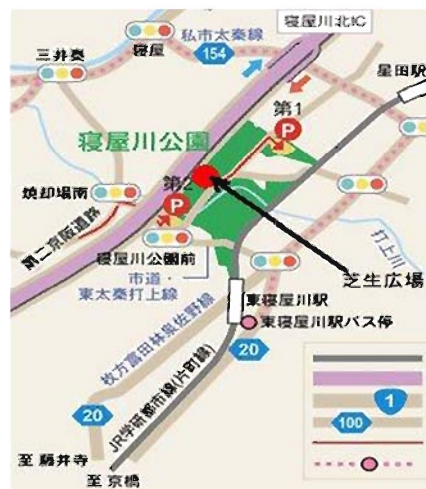 寝屋川北IC
私市太秦線
三井秦
寝屋
154
星田駅
第1
P
寝屋川公園
焼却場南
第2
P
第二京阪道路
寝屋川公園前
打上川
市道・
東太秦打上線
芝生広場
東寝屋川駅
東寝屋川駅バス停
枚方富田林泉佐野線
20
JR学研都市線(片町線)
20
1
100
至 藤井寺
至 京橋